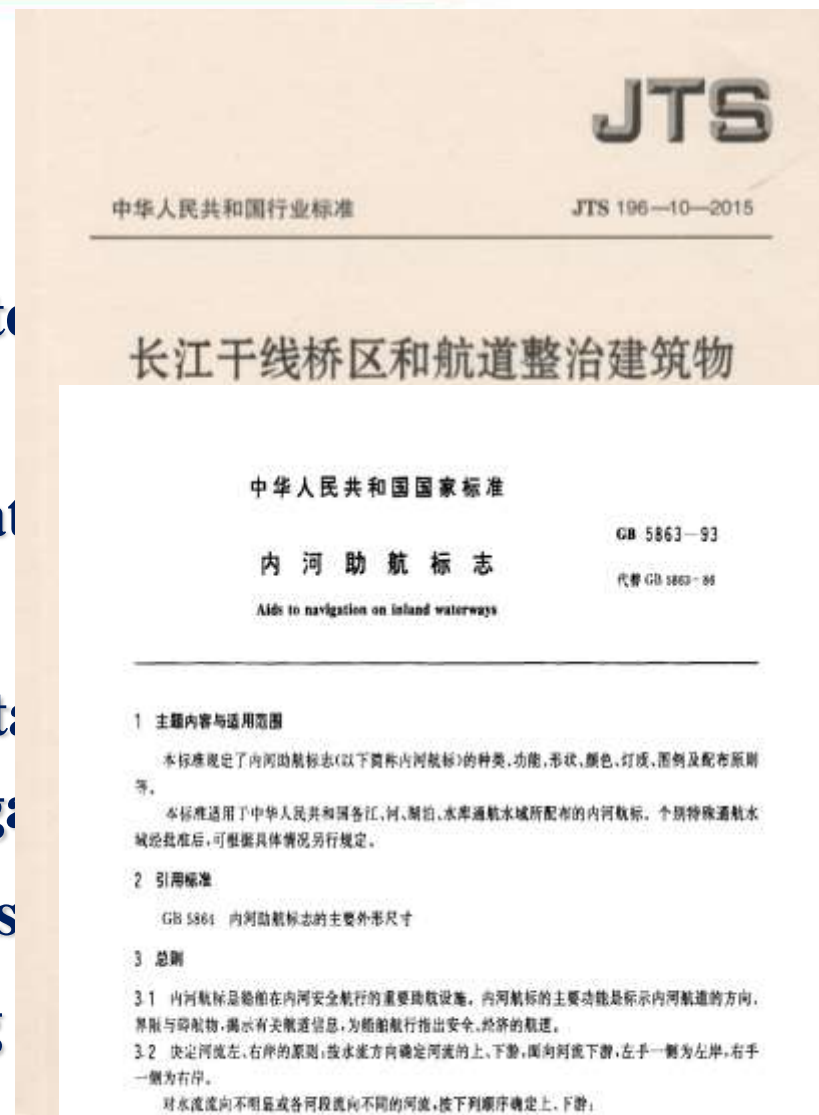 JTS
中华人民共和国行业标准 JTS 196—10—2015
长江干线桥区和航道整治建筑物
中华人民共和国国家标准
GB 5863—93
内河助航标志
代替 GB 5863-86
Aids to navigation on inland waterways
1 主题内容与适用范围
本标准规定了内河助航标志(以下简称内河航标)的种类、功能、形状、颜色、灯质、图例及配布原则
等。
本标准适用于中华人民共和国各江、河、湖泊、水库通航水域所配布的内河航标。个别特殊通航水
域经批准后,可根据具体情况另行规定。
2 引用标准
GB 5864 内河助航标志的主要外形尺寸
3 总则
3.1 内河航标是船舶在内河安全航行的重要助航设施。内河航标的主要功能是标示内河航道的方向、
界限与碍航物,揭示有关航道信息,为船舶航行指出安全、经济的航道。
3.2 决定河流左、右岸的原则:按水流方向确定河流的上、下游,面向河流下游,左手一侧为左岸,右手
一侧为右岸。
对水流流向不明显或各河段流向不同的河流,按下列顺序确定上、下游: